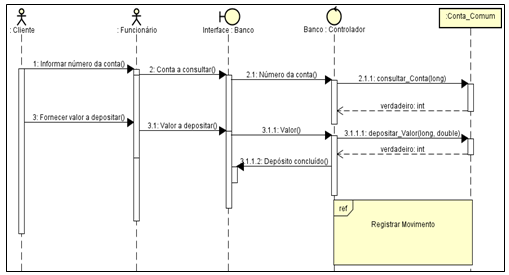 : Cliente
: Funcionário
Interface : Banco
Banco : Controlador
:Conta_Comum
1: Informar número da conta()
2: Conta a consultar()
2.1: Número da conta()
2.1.1: consultar_Conta(long)
verdadeiro: int
3: Fornecer valor a depositar()
3.1: Valor a depositar()
3.1.1: Valor()
3.1.1.1: depositar_Valor(long, double)
verdadeiro: int
3.1.1.2: Depósito concluído()
ref
Registrar Movimento